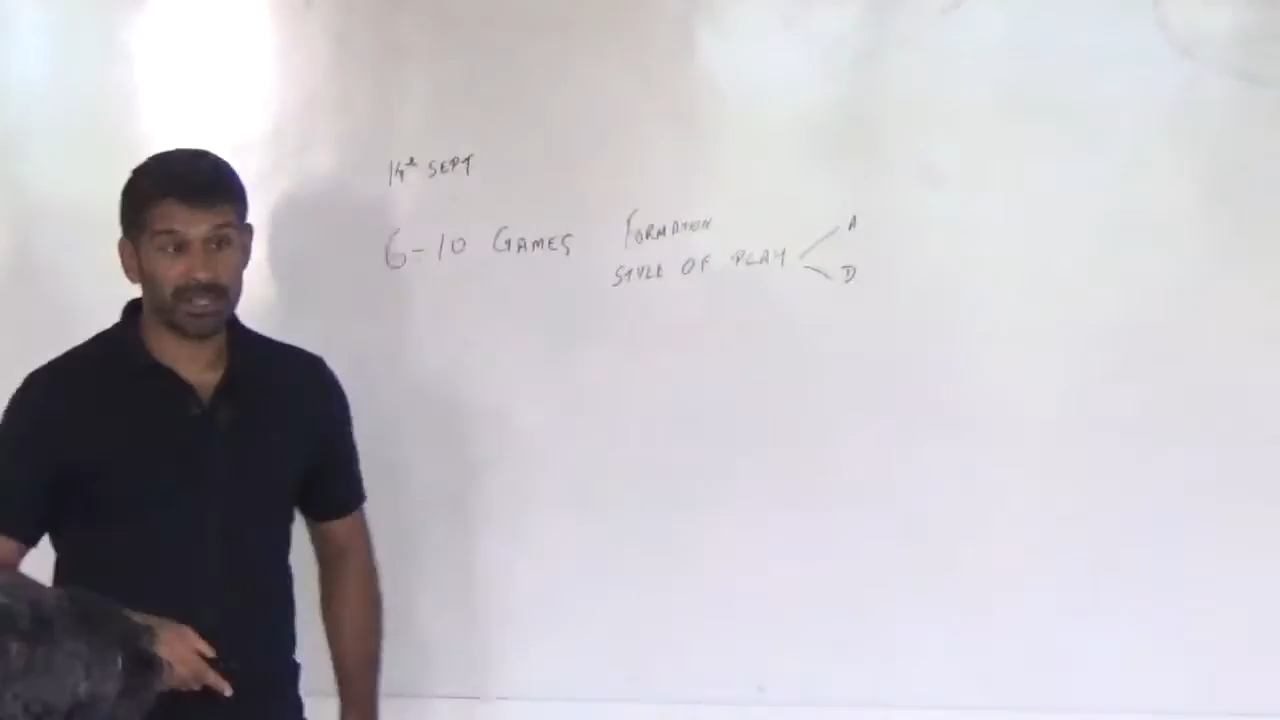 14th SEPT
6-10 GAMES
FORMATION
STYLE OF PLAY
A
D